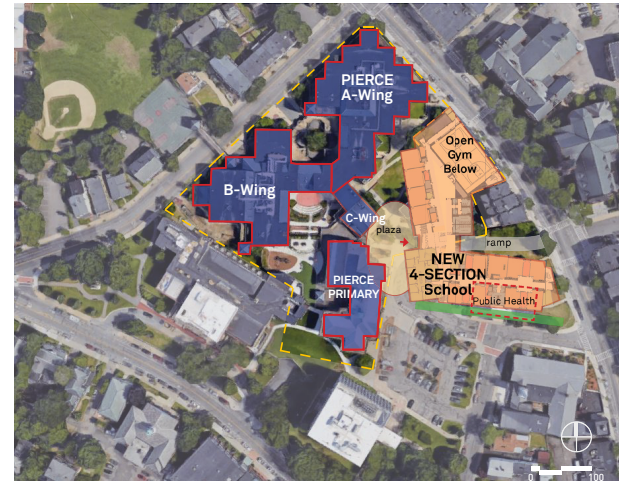 PIERCE
A-Wing
Open
Gym
Below
B-Wing
C-Wing
plaza
ramp
NEW
4-SECTION
School
PIERCE
PRIMARY
Public Health
0
100